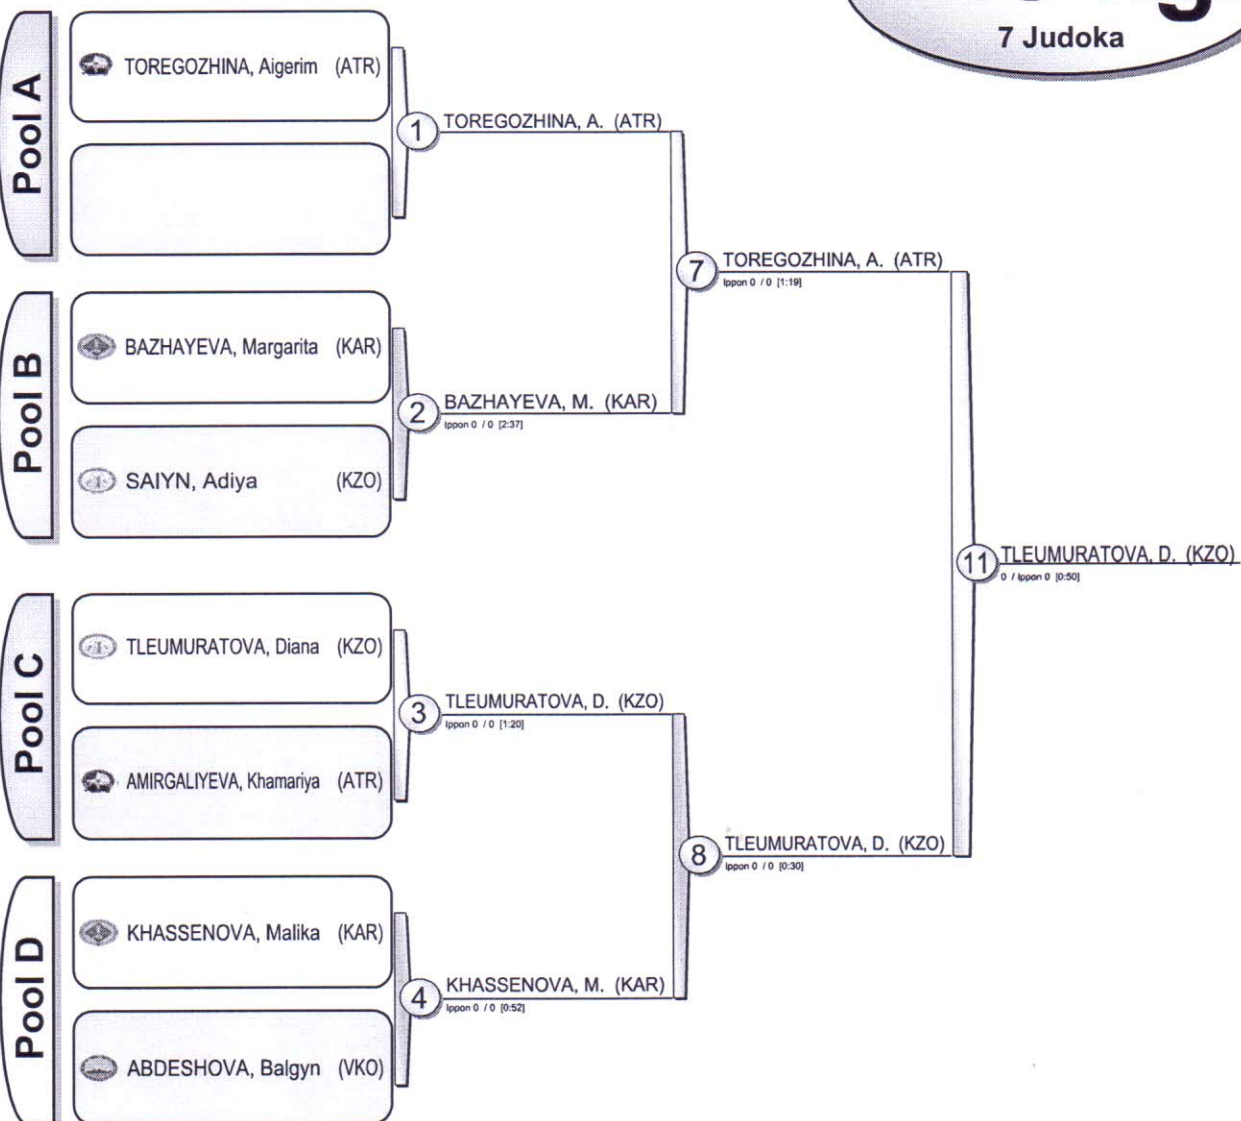 7 Judoka
Pool A
TOREGOZHINA, Aigerim (ATR)
1 TOREGOZHINA, A. (ATR)
7 TOREGOZHINA, A. (ATR)
Ippon 0 / 0 [1:19]
Pool B
BAZHAYEVA, Margarita (KAR)
2 BAZHAYEVA, M. (KAR)
Ippon 0 / 0 [2:37]
SAIYN, Adiya (KZO)
11 TLEUMURATOVA, D. (KZO)
0 / Ippon 0 [0:50]
Pool C
TLEUMURATOVA, Diana (KZO)
3 TLEUMURATOVA, D. (KZO)
Ippon 0 / 0 [1:20]
AMIRGALIYEVA, Khamariya (ATR)
8 TLEUMURATOVA, D. (KZO)
Ippon 0 / 0 [0:30]
Pool D
KHASSENOVA, Malika (KAR)
4 KHASSENOVA, M. (KAR)
Ippon 0 / 0 [0:52]
ABDESHOVA, Balgyn (VKO)